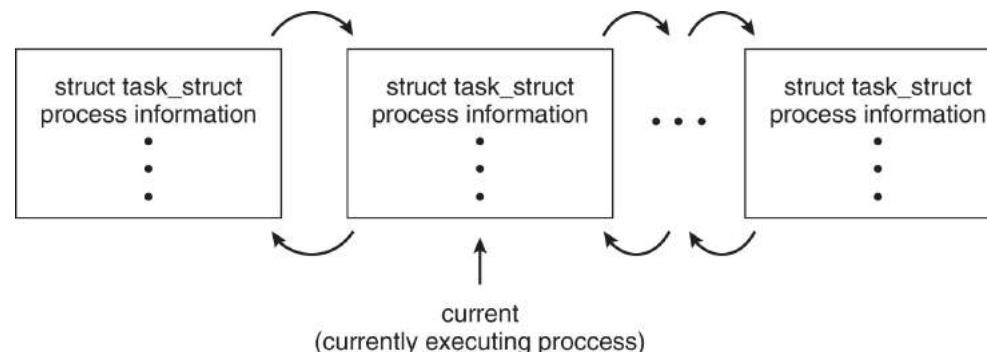 struct task_struct
process information
struct task_struct
process information
struct task_struct
process information
current
(currently executing proccess)